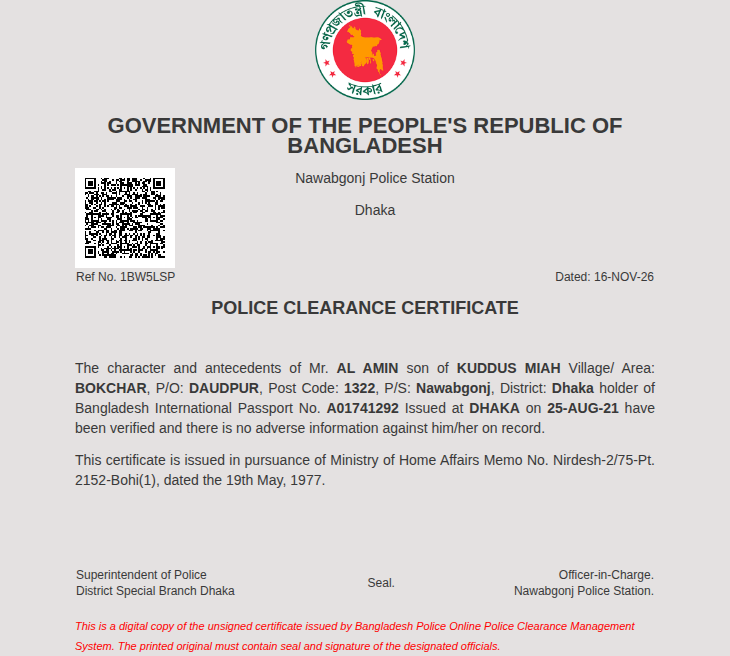 গণপ্রজাতন্ত্রী বাংলাদেশ
সরকার
GOVERNMENT OF THE PEOPLE'S REPUBLIC OF
BANGLADESH
Nawabgonj Police Station
Dhaka
Ref No. 1BW5LSP
Dated: 16-NOV-26
POLICE CLEARANCE CERTIFICATE
The character and antecedents of Mr. AL AMIN son of KUDDUS MIAH Village/ Area:
BOKCHAR, P/O: DAUDPUR, Post Code: 1322, P/S: Nawabgonj, District: Dhaka holder of
Bangladesh International Passport No. A01741292 Issued at DHAKA on 25-AUG-21 have
been verified and there is no adverse information against him/her on record.
This certificate is issued in pursuance of Ministry of Home Affairs Memo No. Nirdesh-2/75-Pt.
2152-Bohi(1), dated the 19th May, 1977.
Superintendent of Police
District Special Branch Dhaka
Seal.
Officer-in-Charge.
Nawabgonj Police Station.
This is a digital copy of the unsigned certificate issued by Bangladesh Police Online Police Clearance Management
System. The printed original must contain seal and signature of the designated officials.